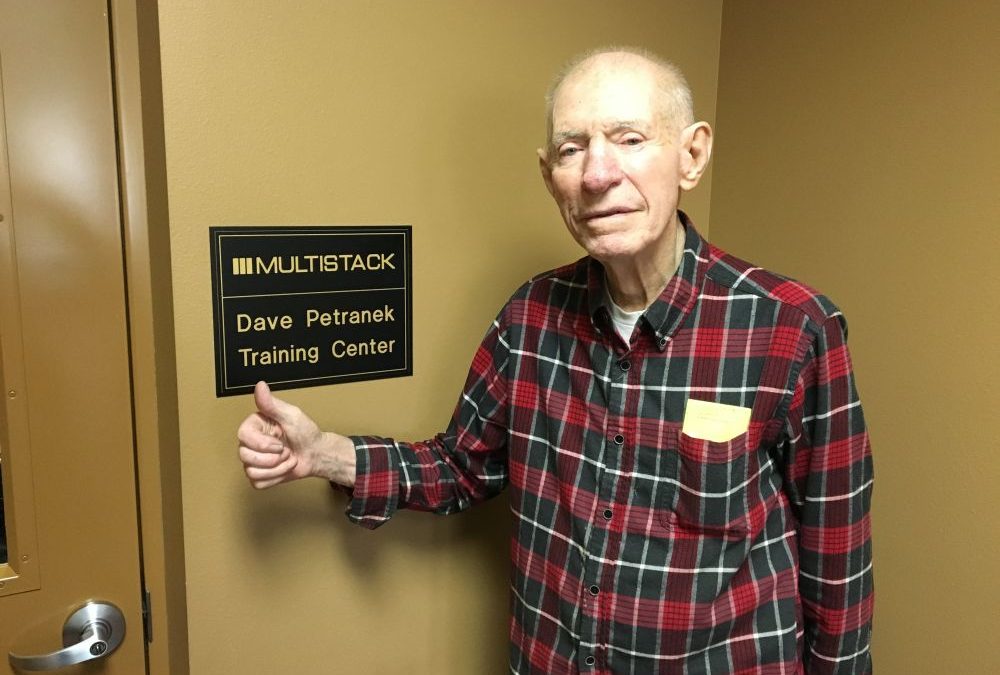 MULTISTACK
Dave Petranek
Training Center